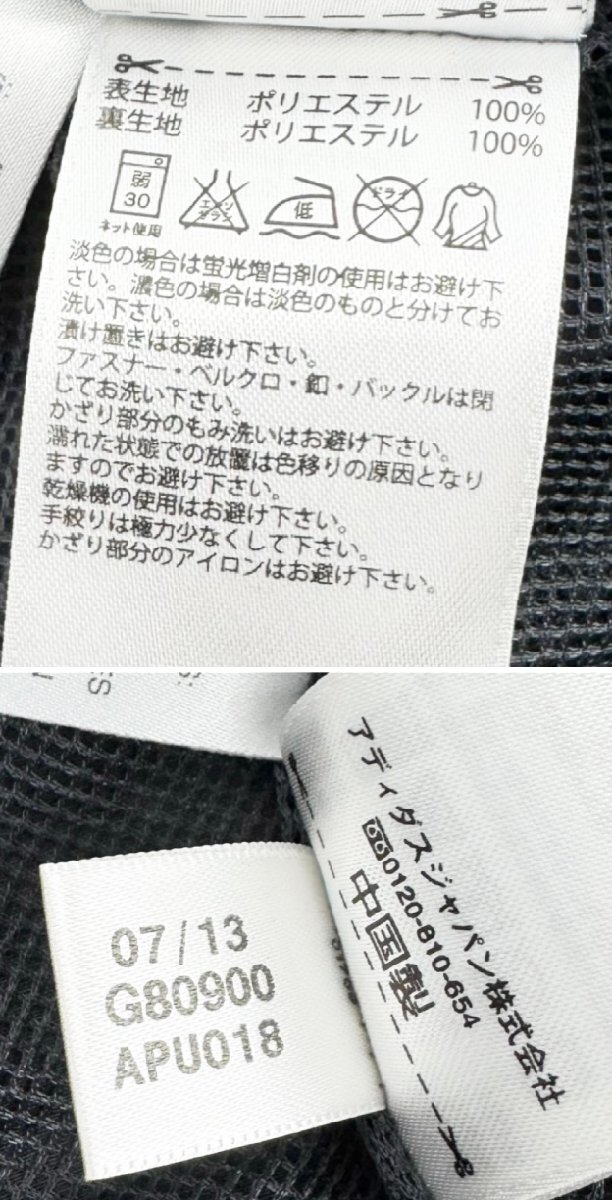 表生地 ポリエステル 100%
裏生地 ポリエステル 100%
弱
30
ネット使用
エンソ
サラシ
低
ドライ
淡色の場合は蛍光増白剤の使用はお避け下
さい。濃色の場合は淡色のものと分けてお
洗い下さい。
漬け置きはお避け下さい。
ファスナー・ベルクロ・釦・バックルは閉
じてお洗い下さい。
かざり部分のもみ洗いはお避け下さい。
濡れた状態での放置は色移りの原因となり
ますのでお避け下さい。
乾燥機の使用はお避け下さい。
手絞りは極力少なくして下さい。
かざり部分のアイロンはお避け下さい。
アディダスジャパン株式会社
0120-810-654
中国製
07/13
G80900
APU018